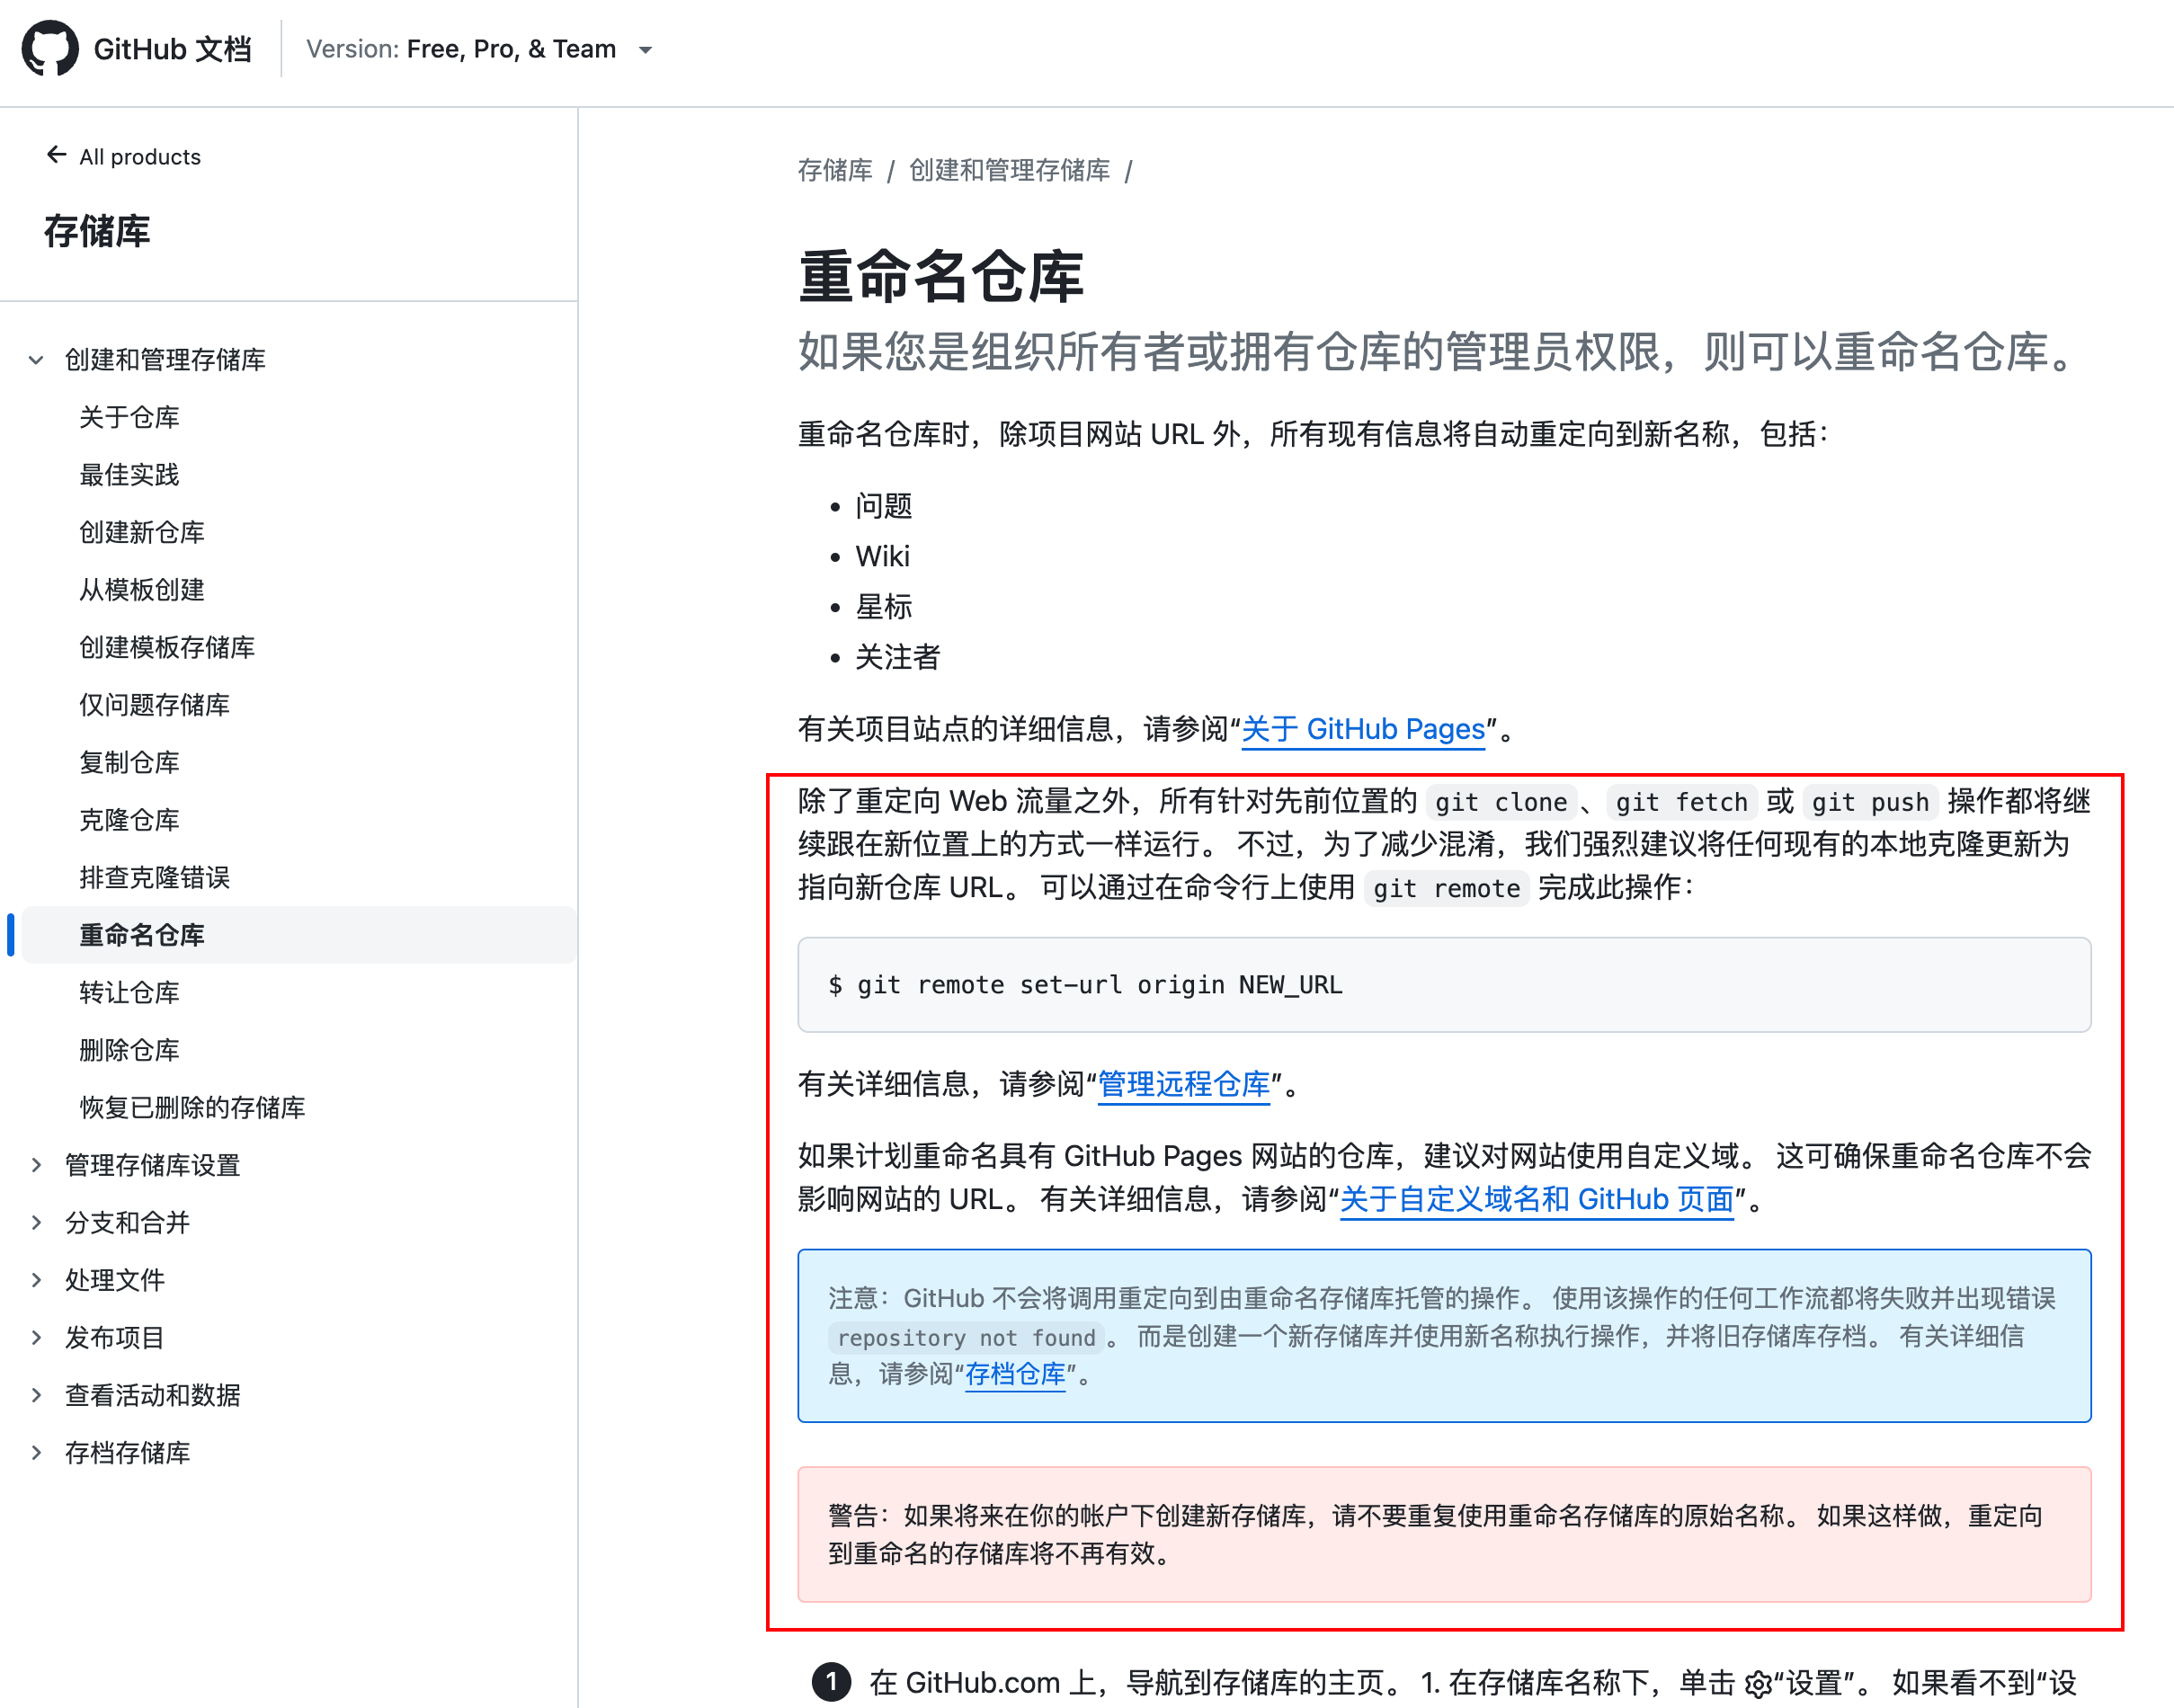 GitHub 文档
Version: Free, Pro, & Team
← All products
存储库
创建和管理存储库
关于仓库
最佳实践
创建新仓库
从模板创建
创建模板存储库
仅问题存储库
复制仓库
克隆仓库
排查克隆错误
重命名仓库
转让仓库
删除仓库
恢复已删除的存储库
管理存储库设置
分支和合并
处理文件
发布项目
查看活动和数据
存档存储库
存储库 / 创建和管理存储库 /
重命名仓库
如果您是组织所有者或拥有仓库的管理员权限，则可以重命名仓库。
重命名仓库时，除项目网站 URL 外，所有现有信息将自动重定向到新名称，包括：
• 问题
• Wiki
• 星标
• 关注者
有关项目站点的详细信息，请参阅“关于 GitHub Pages”。
除了重定向 Web 流量之外，所有针对先前位置的 git clone、git fetch 或 git push 操作都将继
续跟在新位置上的方式一样运行。 不过，为了减少混淆，我们强烈建议将任何现有的本地克隆更新为
指向新仓库 URL。 可以通过在命令行上使用 git remote 完成此操作：
$ git remote set-url origin NEW_URL
有关详细信息，请参阅“管理远程仓库”。
如果计划重命名具有 GitHub Pages 网站的仓库，建议对网站使用自定义域。 这可确保重命名仓库不会
影响网站的 URL。 有关详细信息，请参阅“关于自定义域名和 GitHub 页面”。
注意：GitHub 不会将调用重定向到由重命名存储库托管的操作。 使用该操作的任何工作流都将失败并出现错误
repository not found。 而是创建一个新存储库并使用新名称执行操作，并将旧存储库存档。 有关详细信
息，请参阅“存档仓库”。
警告：如果将来在你的帐户下创建新存储库，请不要重复使用重命名存储库的原始名称。 如果这样做，重定向
到重命名的存储库将不再有效。
1 在 GitHub.com 上，导航到存储库的主页。 1. 在存储库名称下，单击 “设置”。 如果看不到“设